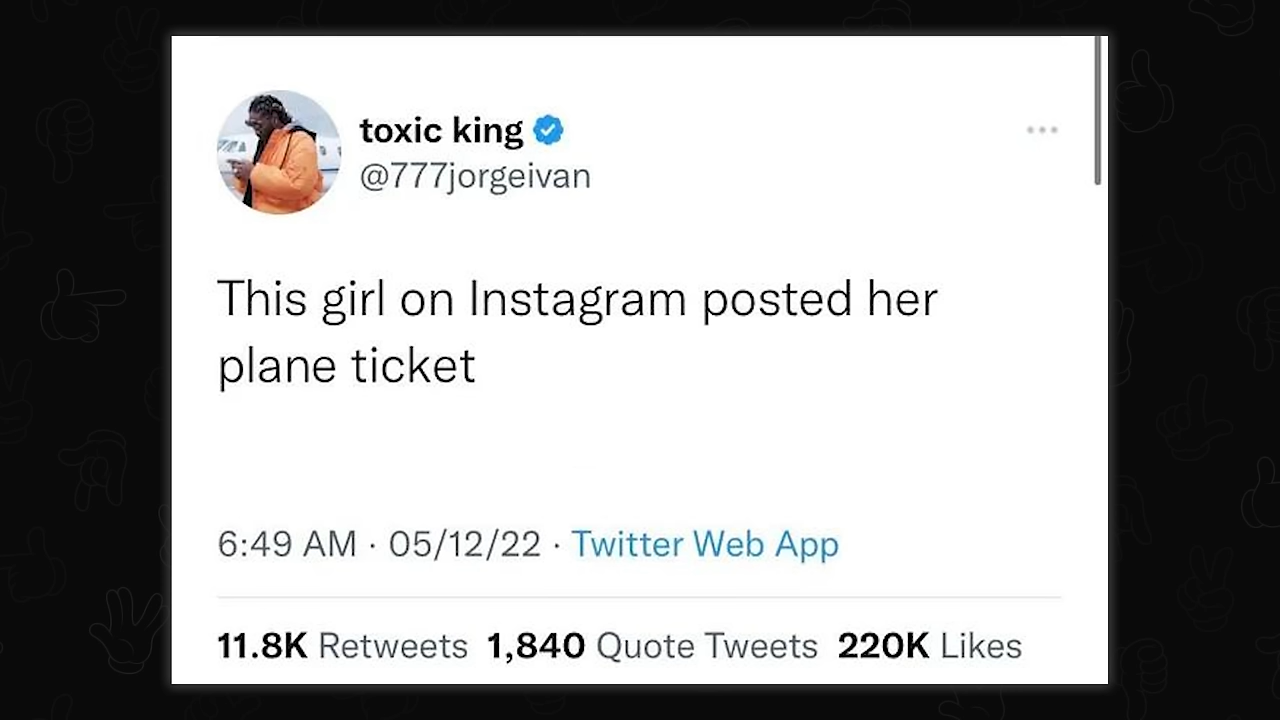 toxic king
@777jorgeivan
This girl on Instagram posted her
plane ticket
6:49 AM · 05/12/22 · Twitter Web App
11.8K Retweets 1,840 Quote Tweets 220K Likes